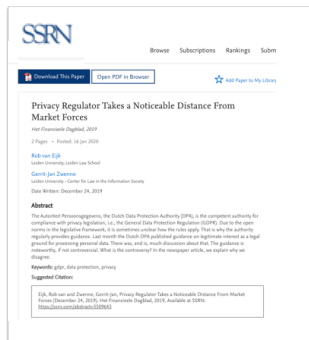 SSRN
Browse Subscriptions Rankings Subm
Download This Paper Open PDF in Browser Add Paper to My Library
Privacy Regulator Takes a Noticeable Distance From
Market Forces
Het Financieele Dagblad, 2019
2 Pages • Posted: 16 Jan 2020
Rob van Eijk
Leiden University, Leiden Law School
Gerrit-Jan Zwenne
Leiden University - Center for Law in the Information Society
Date Written: December 24, 2019
Abstract
The Autoriteit Persoonsgegevens, the Dutch Data Protection Authority (DPA), is the competent authority for
compliance with privacy legislation, i.e., the General Data Protection Regulation (GDPR). Due to the open
norms in the legislative framework, it is sometimes unclear how the rules apply. That is why the authority
regularly provides guidance. Last month the Dutch DPA published guidance on legitimate interest as a legal
ground for processing personal data. There was, and is, much discussion about that. The guidance is
noteworthy, if not controversial. What is the controversy? In the newspaper article, we explain why we
disagree.
Keywords: gdpr, data protection, privacy
Suggested Citation:
Eijk, Rob van and Zwenne, Gerrit-Jan, Privacy Regulator Takes a Noticeable Distance From Market
Forces (December 24, 2019). Het Financieele Dagblad, 2019, Available at SSRN:
https://ssrn.com/abstract=3509643